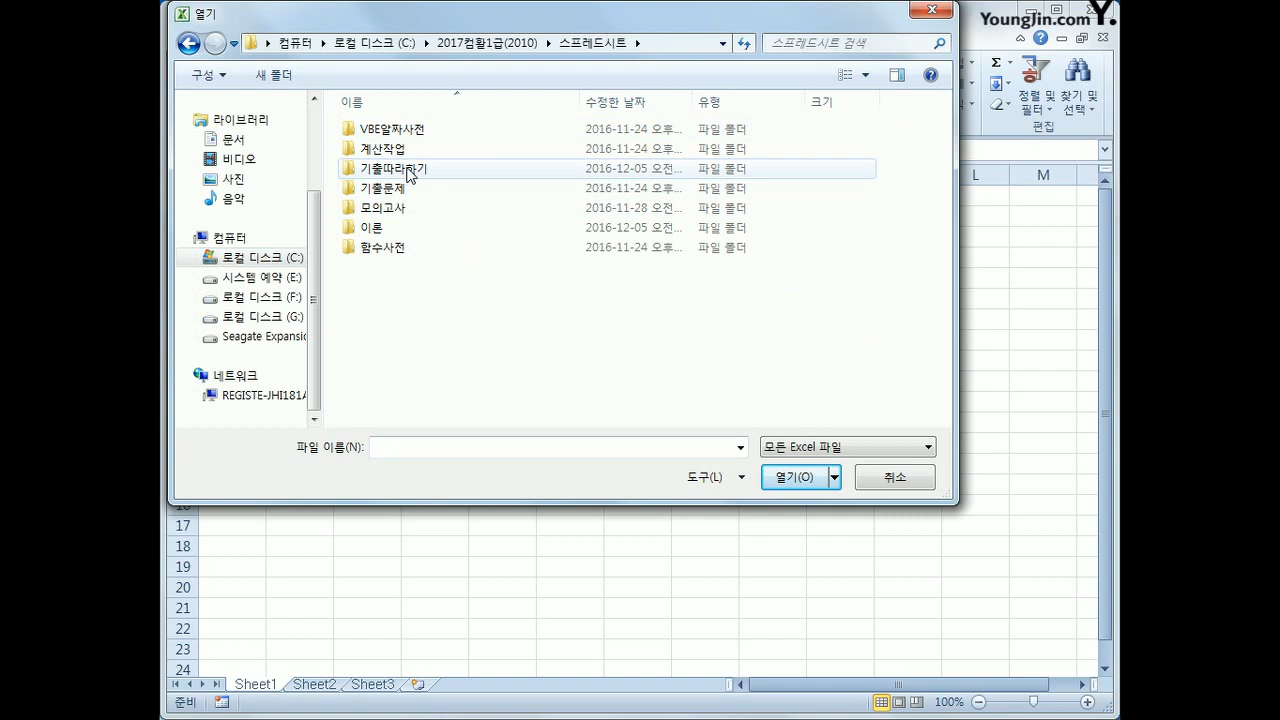 열기
YoungJin.com Y.
컴퓨터 로컬 디스크 (C:) 2017컴활1급(2010) 스프레드시트
스프레드시트 검색
구성 새 폴더
정렬 및 찾기 및
필터 선택
편집
이름 수정한 날짜 유형 크기
라이브러리
문서
비디오
사진
음악
컴퓨터
로컬 디스크 (C:)
시스템 예약 (E:)
로컬 디스크 (F:)
로컬 디스크 (G:)
Seagate Expansi
네트워크
REGISTE-JHI181
VBE알짜사전 2016-11-24 오후... 파일 폴더
계산작업 2016-11-24 오후... 파일 폴더
기출따라하기 2016-12-05 오전... 파일 폴더
기출문제 2016-11-24 오후... 파일 폴더
모의고사 2016-11-28 오전... 파일 폴더
이론 2016-12-05 오전... 파일 폴더
함수사전 2016-11-24 오후... 파일 폴더
파일 이름(N): 모든 Excel 파일
도구(L) 열기(O) 취소
L M
16
17
18
19
20
21
22
23
24
Sheet1 Sheet2 Sheet3
준비 100%